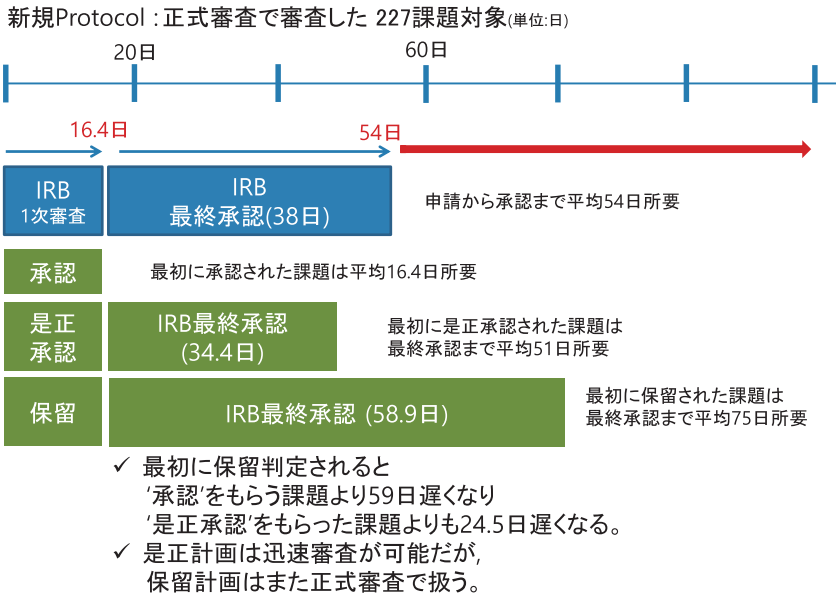 新規Protocol : 正式審査で審査した 227課題対象(単位:日)
20日
60日
16.4日
54日
IRB
1次審査
IRB
最終承認(38日)
申請から承認まで平均54日所要
承認
最初に承認された課題は平均16.4日所要
是正
承認
IRB最終承認
(34.4日)
最初に是正承認された課題は
最終承認まで平均51日所要
保留
IRB最終承認 (58.9日)
最初に保留された課題は
最終承認まで平均75日所要
✓ 最初に保留判定されると
‘承認’をもらう課題より59日遅くなり
‘是正承認’をもらった課題よりも24.5日遅くなる。
✓ 是正計画は迅速審査が可能だが,
保留計画はまた正式審査で扱う。